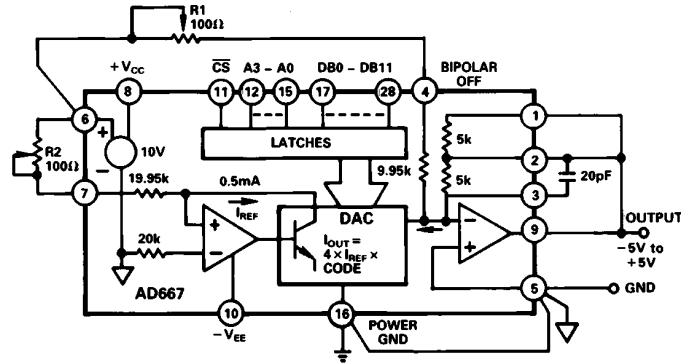 R1
100Ω
+VCC
CS A3 – A0 DB0 – DB11
BIPOLAR
OFF
8
11
12
15
17
28
4
6
+
–
10V
R2
100Ω
7
19.95k
LATCHES
9.95k
5k
5k
1
2
3
20pF
0.5mA
IREF
+
–
20k
DAC
IOUT =
4 × IREF ×
CODE
–
+
9
OUTPUT
–5V to
+5V
5
GND
AD667
10
–VEE
16
POWER
GND